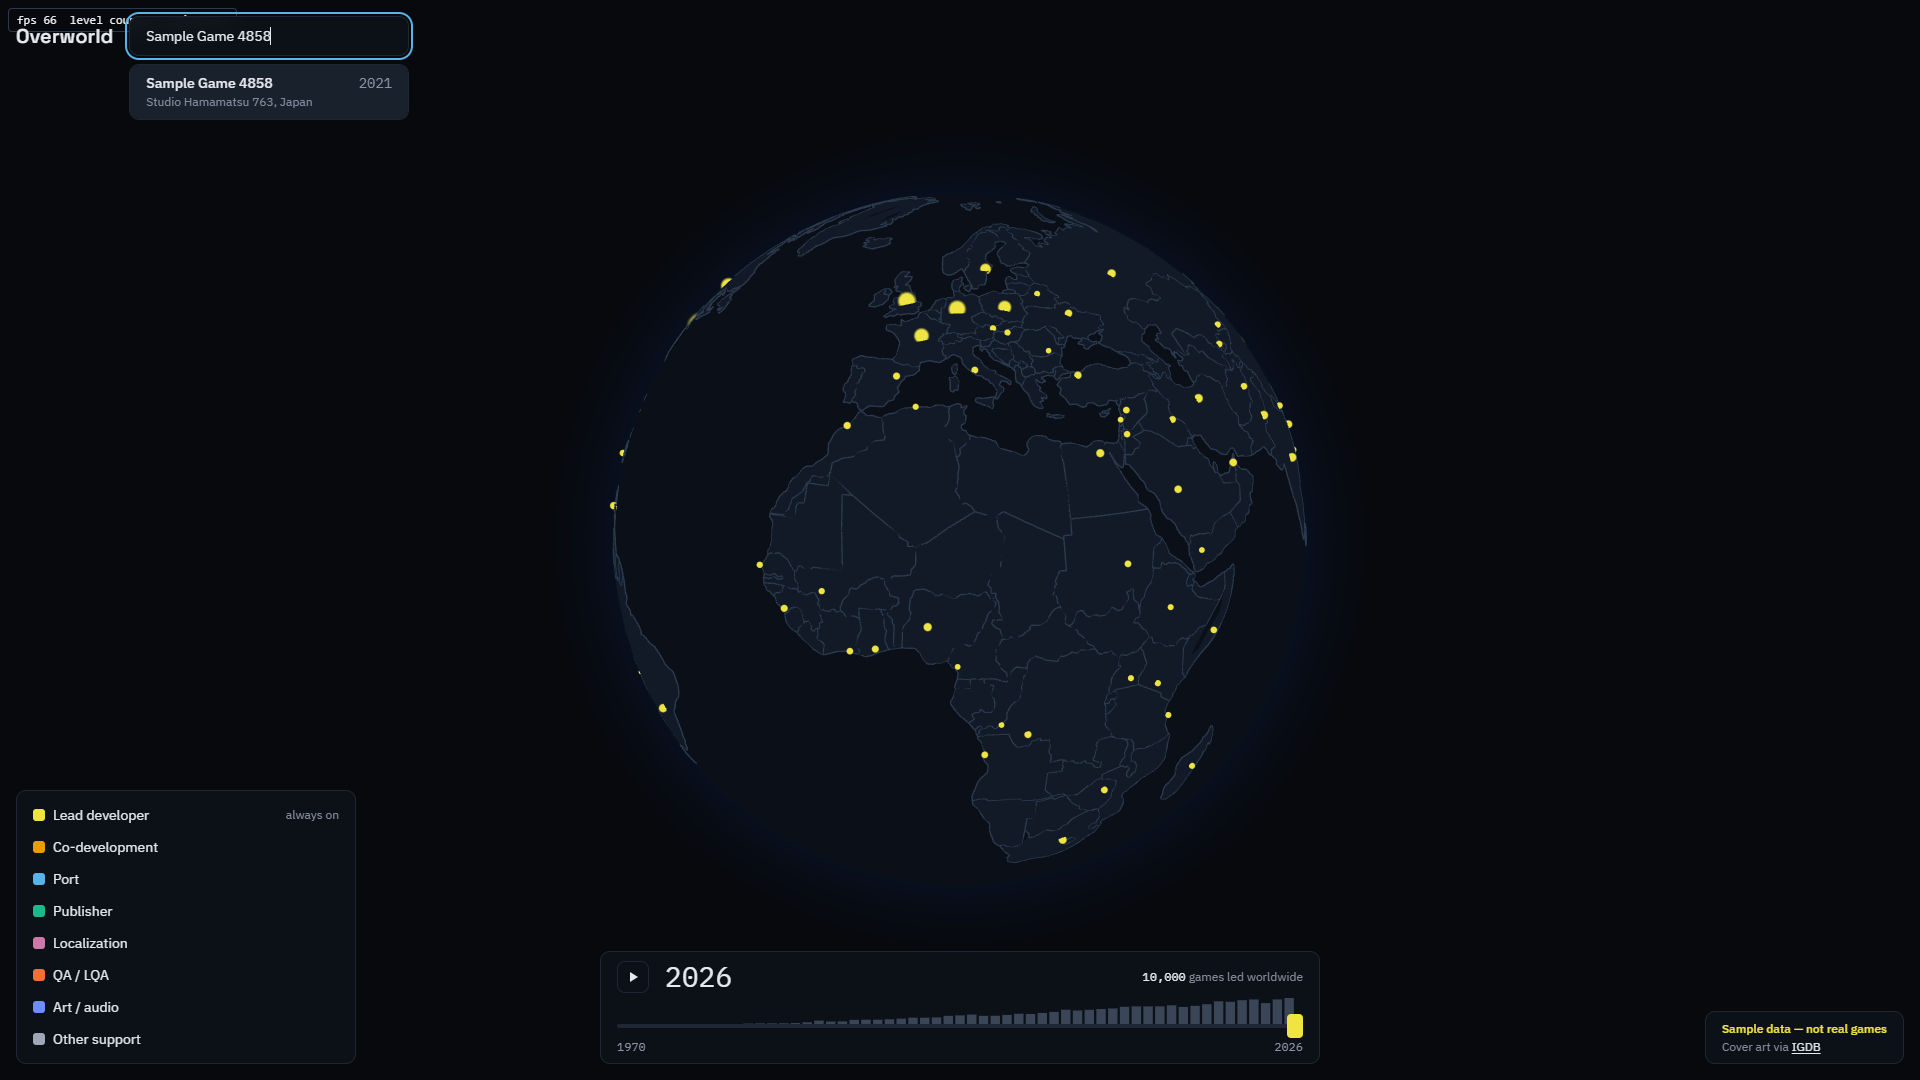 fps 66 level
Overworld
Sample Game 4858
Sample Game 4858 2021
Studio Hamamatsu 763, Japan
Lead developer always on
Co-development
Port
Publisher
Localization
QA / LQA
Art / audio
Other support
2026
10,000 games led worldwide
1970 2026
Sample data — not real games
Cover art via IGDB